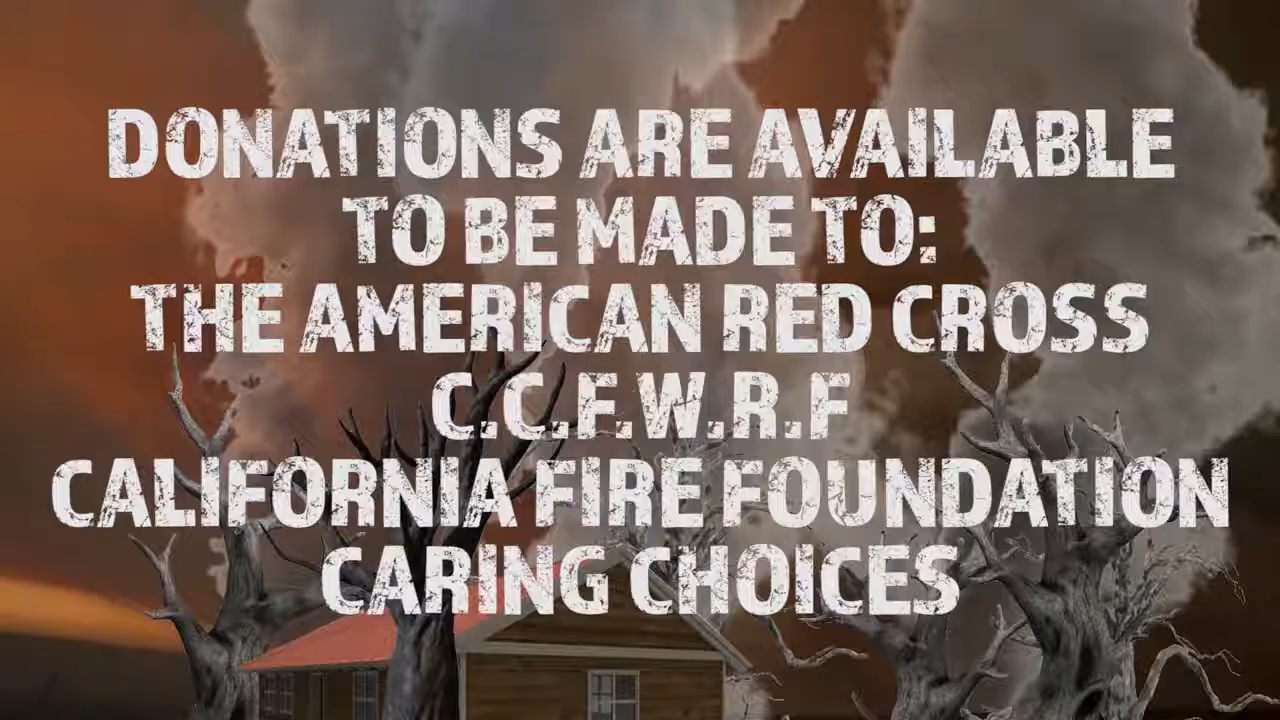 DONATIONS ARE AVAILABLE
TO BE MADE TO:
THE AMERICAN RED CROSS
C.C.F.W.R.F
CALIFORNIA FIRE FOUNDATION
CARING CHOICES